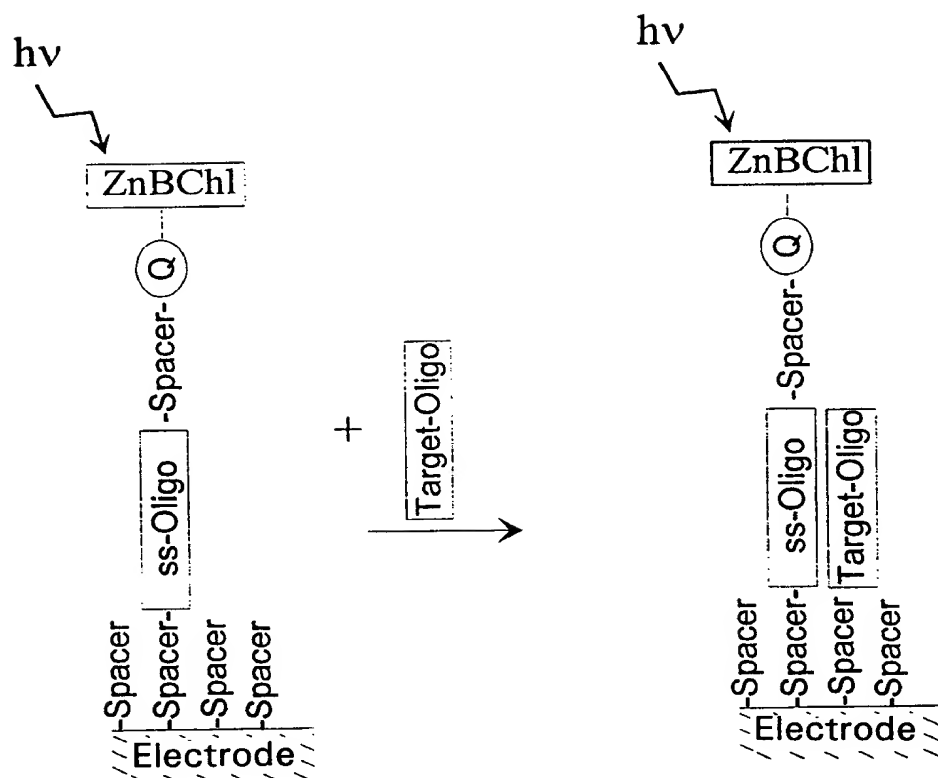 hν
ZnBChl
Q
-Spacer-
ss-Oligo
-Spacer
-Spacer-
-Spacer
-Spacer
Electrode
+
Target-Oligo
hν
ZnBChl
Q
-Spacer-
ss-Oligo
Target-Oligo
-Spacer
-Spacer-
-Spacer
-Spacer
Electrode